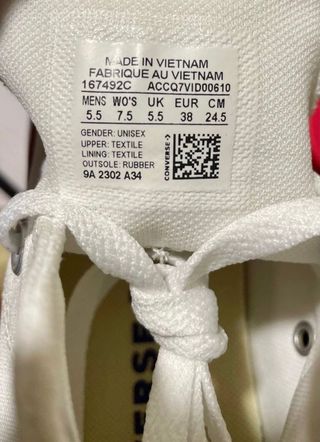 MADE IN VIETNAM
FABRIQUE AU VIETNAM
167492C ACCQ7VID00610
MENS WO'S UK EUR CM
5.5 7.5 5.5 38 24.5
GENDER: UNISEX
UPPER: TEXTILE
LINING: TEXTILE
OUTSOLE: RUBBER
9A 2302 A34
CONVERSE